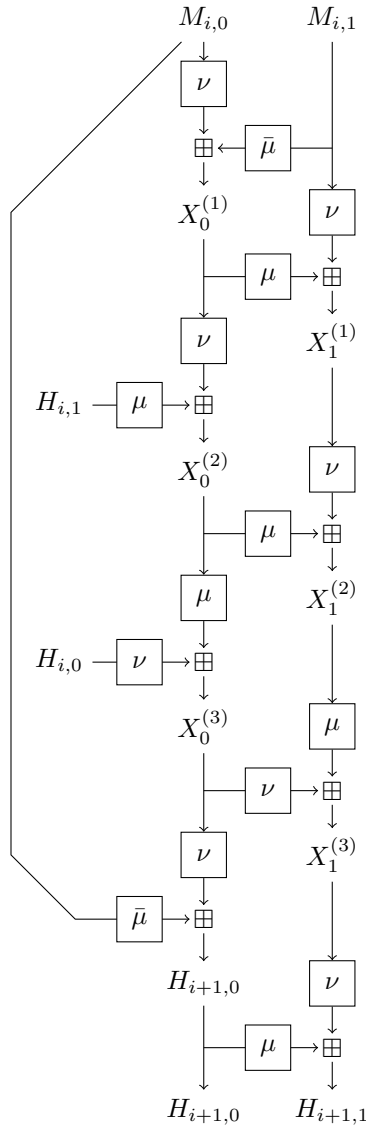 $M_{i,0}$ $M_{i,1}$
ν
μ̄
$X_0^{(1)}$ ν
μ
ν $X_1^{(1)}$
$H_{i,1}$ μ
$X_0^{(2)}$ ν
μ
μ $X_1^{(2)}$
$H_{i,0}$ ν
$X_0^{(3)}$ μ
ν
ν $X_1^{(3)}$
μ̄
$H_{i+1,0}$ ν
μ
$H_{i+1,0}$ $H_{i+1,1}$